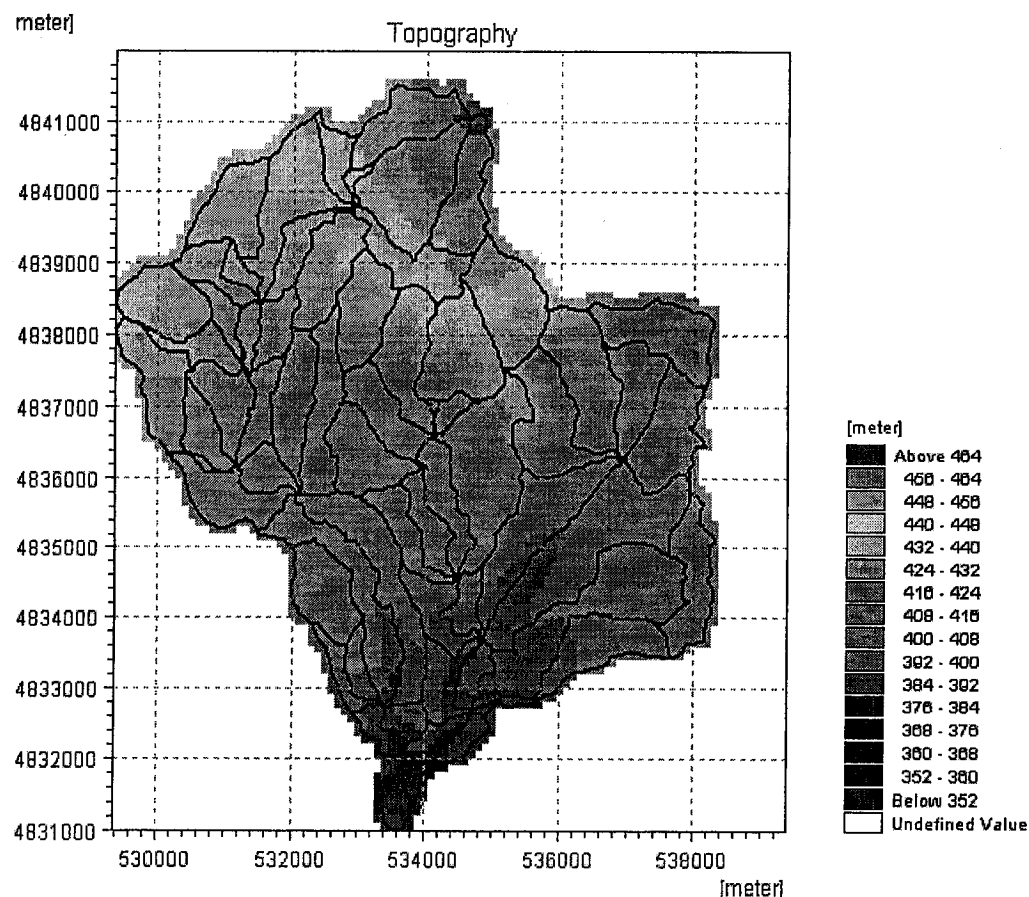 meter]
Topography
4841000
4840000
4839000
4838000
4837000
4836000
4835000
4834000
4833000
4832000
4831000
530000 532000 534000 536000 538000
[meter]
[meter]
Above 464
456 - 464
448 - 456
440 - 448
432 - 440
424 - 432
416 - 424
408 - 416
400 - 408
392 - 400
384 - 392
376 - 384
368 - 376
360 - 368
352 - 360
Below 352
Undefined Value